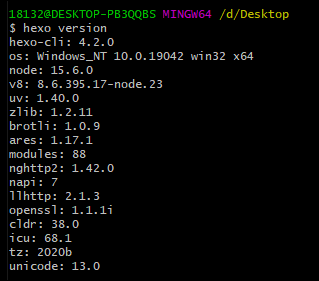 18132@DESKTOP-PB3QQBS MINGW64 /d/Desktop
$ hexo version
hexo-cli: 4.2.0
os: Windows_NT 10.0.19042 win32 x64
node: 15.6.0
v8: 8.6.395.17-node.23
uv: 1.40.0
zlib: 1.2.11
brotli: 1.0.9
ares: 1.17.1
modules: 88
nghttp2: 1.42.0
napi: 7
llhttp: 2.1.3
openssl: 1.1.1i
cldr: 38.0
icu: 68.1
tz: 2020b
unicode: 13.0